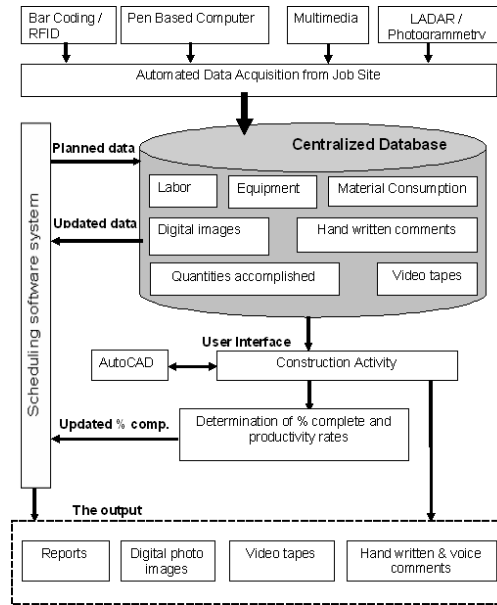 Bar Coding /
RFID
Pen Based Computer
Multimedia
LADAR /
Photogrammetry
Automated Data Acquisition from Job Site
Planned data
Centralized Database
Labor
Equipment
Material Consumption
Updated data
Digital images
Hand written comments
Quantities accomplished
Video tapes
Scheduling software system
User Interface
AutoCAD
Construction Activity
Updated % comp.
Determination of % complete and
productivity rates
The output
Reports
Digital photo
images
Video tapes
Hand written & voice
comments